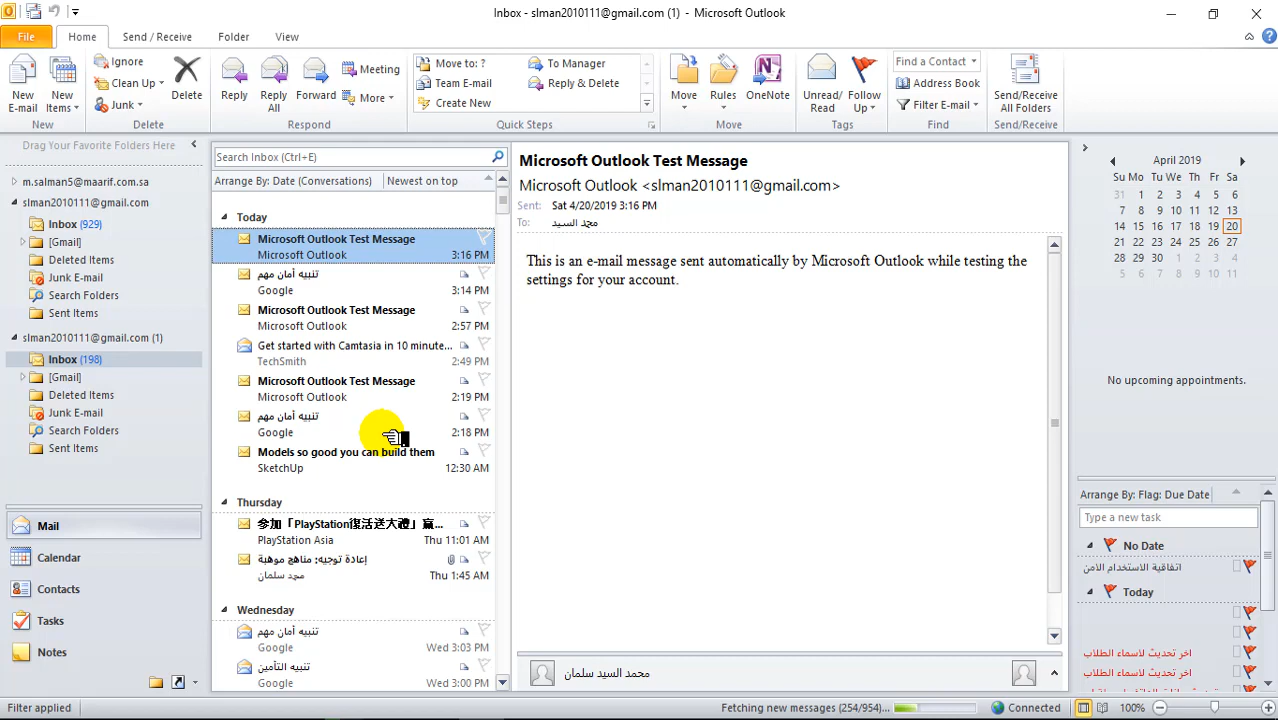 Inbox - slman2010111@gmail.com (1) - Microsoft Outlook
File Home Send / Receive Folder View
New E-mail
New Items
Ignore
Clean Up
Junk
Delete
Reply
Reply All
Forward
Meeting
More
Move to: ?
Team E-mail
Create New
To Manager
Reply & Delete
Move
Rules
OneNote
Unread/ Read
Follow Up
Find a Contact
Address Book
Filter E-mail
Send/Receive All Folders
New Delete Respond Quick Steps Move Tags Find Send/Receive
Drag Your Favorite Folders Here
m.salman5@maarif.com.sa
slman2010111@gmail.com
Inbox (929)
[Gmail]
Deleted Items
Junk E-mail
Search Folders
Sent Items
slman2010111@gmail.com (1)
Inbox (198)
[Gmail]
Deleted Items
Junk E-mail
Search Folders
Sent Items
Mail
Calendar
Contacts
Tasks
Notes
Search Inbox (Ctrl+E)
Arrange By: Date (Conversations) Newest on top
Today
Microsoft Outlook Test Message
Microsoft Outlook 3:16 PM
تنبيه أمان مهم
Google 3:14 PM
Microsoft Outlook Test Message
Microsoft Outlook 2:57 PM
Get started with Camtasia in 10 minute...
TechSmith 2:49 PM
Microsoft Outlook Test Message
Microsoft Outlook 2:19 PM
تنبيه أمان مهم
Google 2:18 PM
Models so good you can build them
SketchUp 12:30 AM
Thursday
参加「PlayStation復活送大禮」贏...
PlayStation Asia Thu 11:01 AM
إعادة توجيه: مناهج موهبة
محمد سلمان Thu 1:45 AM
Wednesday
تنبيه أمان مهم
Google Wed 3:03 PM
تنبيه التأمين
Google Wed 3:00 PM
Microsoft Outlook Test Message
Microsoft Outlook <slman2010111@gmail.com>
Sent: Sat 4/20/2019 3:16 PM
To: محمد السيد
This is an e-mail message sent automatically by Microsoft Outlook while testing the
settings for your account.
محمد السيد سلمان
April 2019
Su Mo Tu We Th Fr Sa
31 1 2 3 4 5 6
7 8 9 10 11 12 13
14 15 16 17 18 19 20
21 22 23 24 25 26 27
28 29 30 1 2 3 4
5 6 7 8 9 10 11
No upcoming appointments.
Arrange By: Flag: Due Date
Type a new task
No Date
اتفاقية الاستخدام الامن
Today
اخر تحديث لاسماء الطلاب
اخر تحديث لاسماء الطلاب
Filter applied
Fetching new messages (254/954)...
Connected
100%